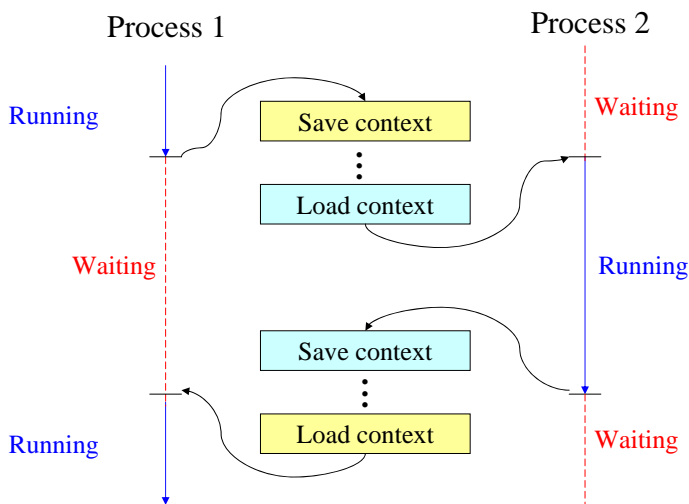 Process 1
Process 2
Running
Save context
Waiting
Load context
Waiting
Running
Save context
Running
Load context
Waiting